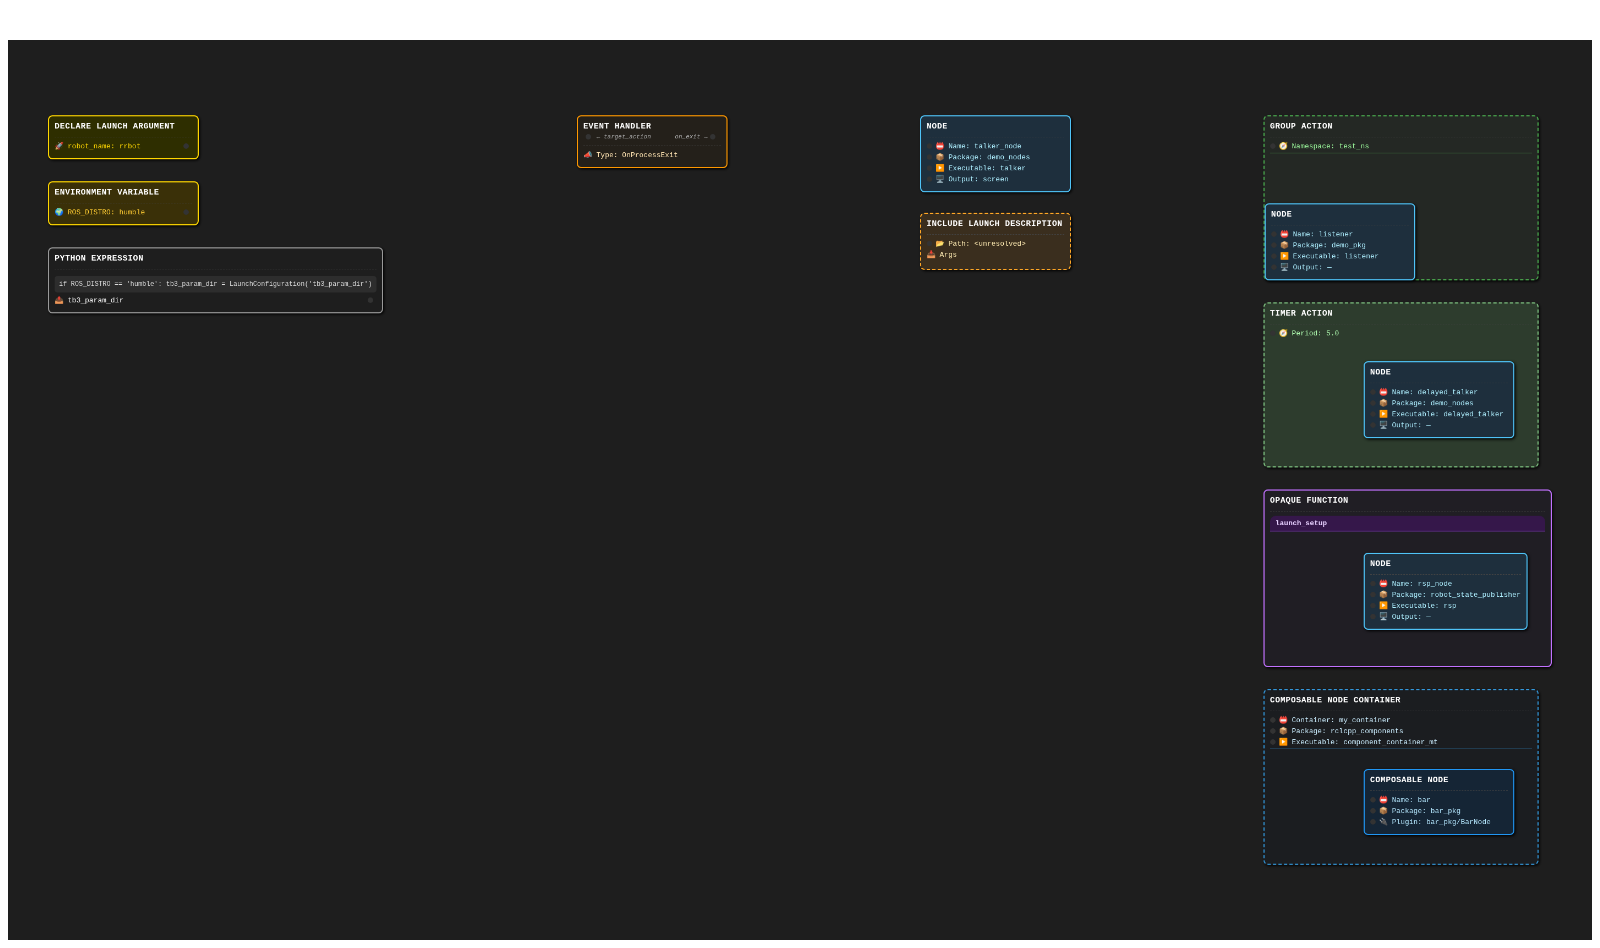 DECLARE LAUNCH ARGUMENT
robot_name: rrbot
ENVIRONMENT VARIABLE
ROS_DISTRO: humble
PYTHON EXPRESSION
if ROS_DISTRO == 'humble': tb3_param_dir = LaunchConfiguration('tb3_param_dir')
tb3_param_dir
EVENT HANDLER
— target_action on_exit —
Type: OnProcessExit
NODE
Name: talker_node
Package: demo_nodes
Executable: talker
Output: screen
INCLUDE LAUNCH DESCRIPTION
Path: <unresolved>
Args
GROUP ACTION
Namespace: test_ns
NODE
Name: listener
Package: demo_pkg
Executable: listener
Output: —
TIMER ACTION
Period: 5.0
NODE
Name: delayed_talker
Package: demo_nodes
Executable: delayed_talker
Output: —
OPAQUE FUNCTION
launch_setup
NODE
Name: rsp_node
Package: robot_state_publisher
Executable: rsp
Output: —
COMPOSABLE NODE CONTAINER
Container: my_container
Package: rclcpp_components
Executable: component_container_mt
COMPOSABLE NODE
Name: bar
Package: bar_pkg
Plugin: bar_pkg/BarNode